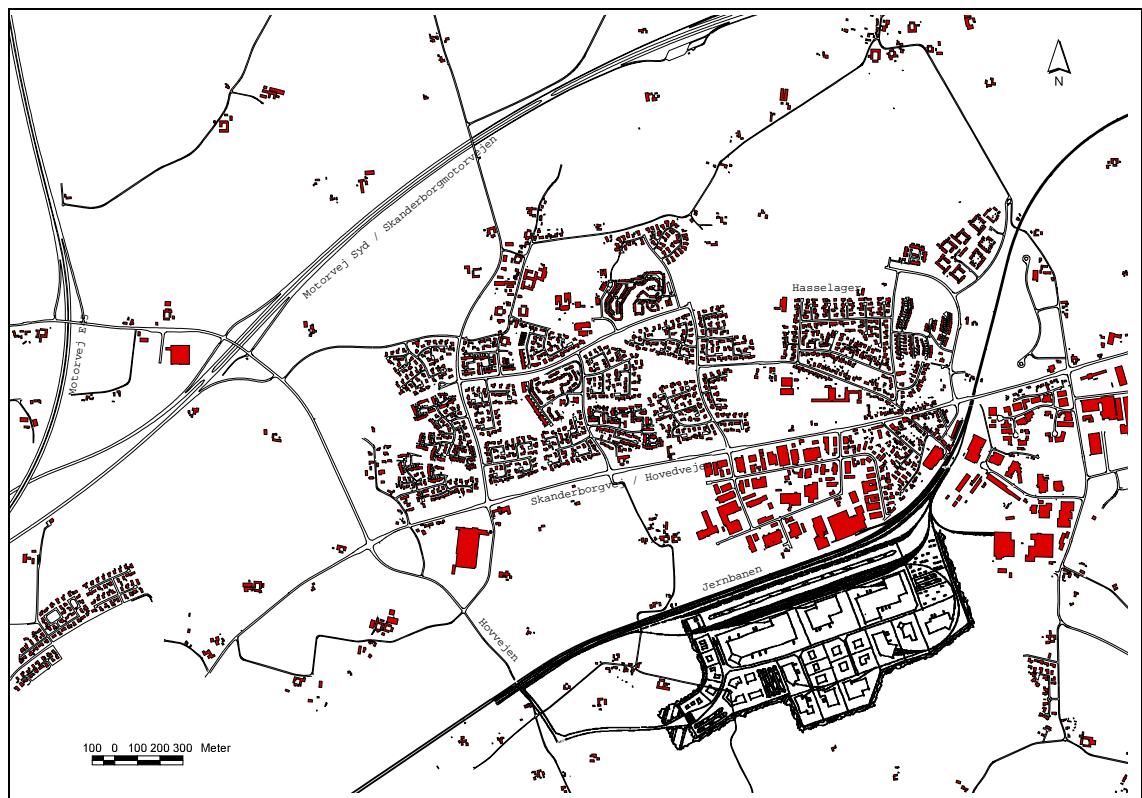 N
Motorvej Syd / Skanderborgmotorvejen
Hasselager
Motorvej E45
Skanderborgvej / Hovedvejen
Jernbanen
Hovvejen
100 0 100 200 300 Meter